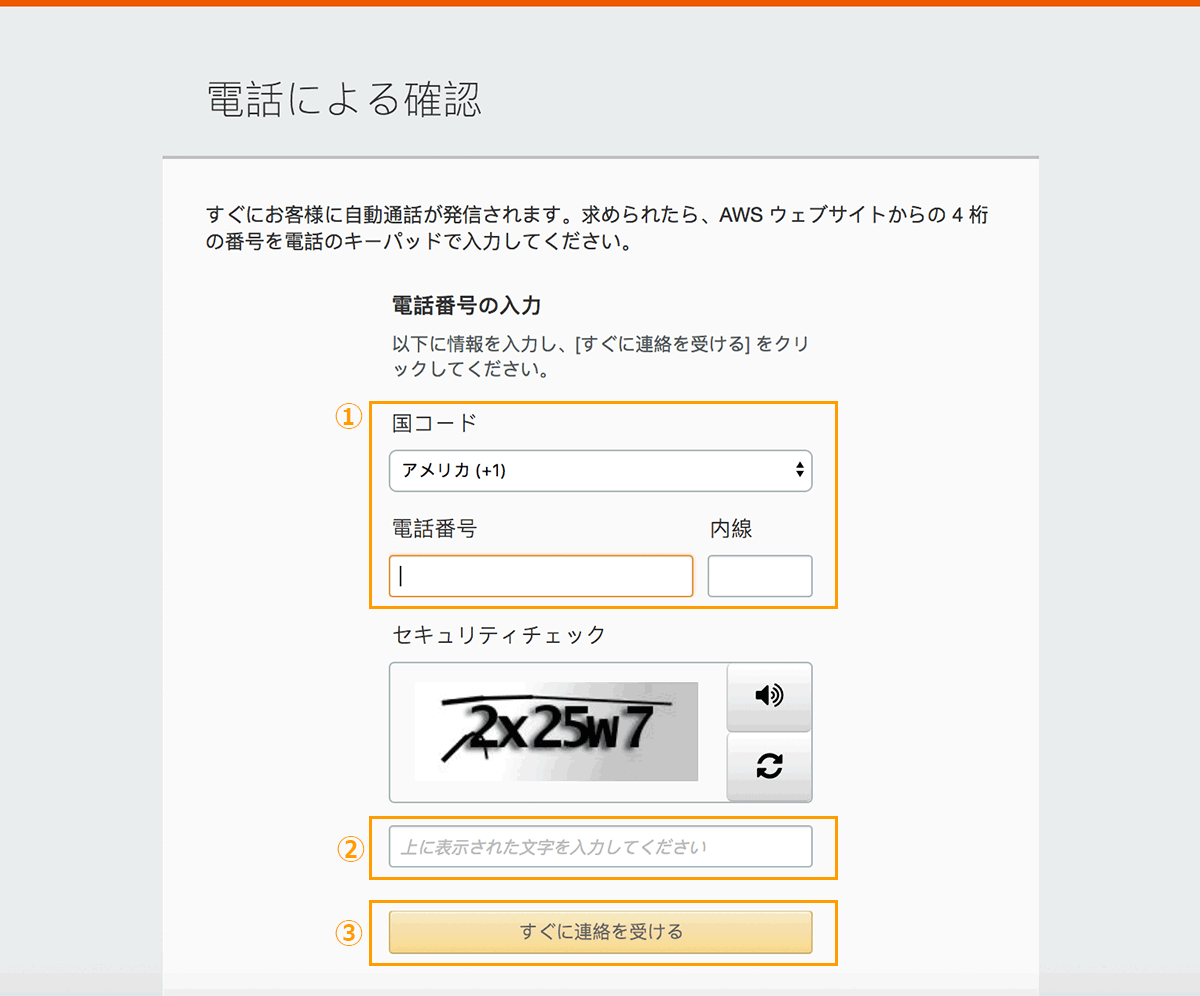 電話による確認
すぐにお客様に自動通話が発信されます。求められたら、AWS ウェブサイトからの 4 桁
の番号を電話のキーパッドで入力してください。
電話番号の入力
以下に情報を入力し、[すぐに連絡を受ける] をクリ
ックしてください。
①
国コード
アメリカ (+1)
電話番号 内線
セキュリティチェック
2x25w7
② 上に表示された文字を入力してください
③ すぐに連絡を受ける